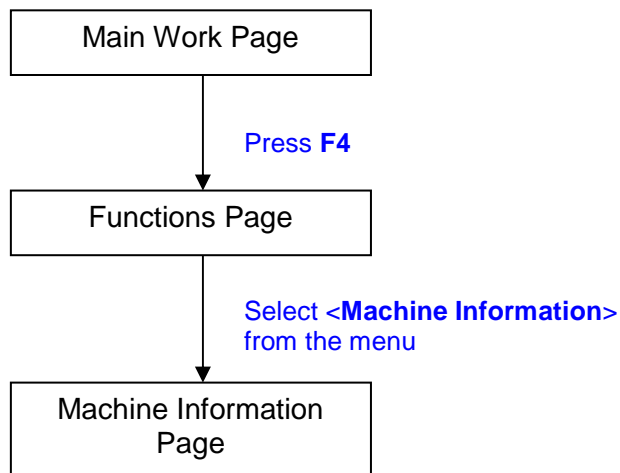 Main Work Page
Press F4
Functions Page
Select <Machine Information>
from the menu
Machine Information
Page